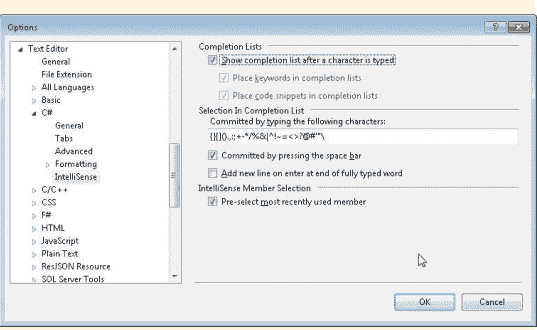 Options
Text Editor
General
File Extension
All Languages
Basic
C#
General
Tabs
Advanced
Formatting
IntelliSense
C/C++
CSS
F#
HTML
JavaScript
Plain Text
ResJSON Resource
SQL Server Tools
Completion Lists
Show completion list after a character is typed
Place keywords in completion lists
Place code snippets in completion lists
Selection In Completion List
Committed by typing the following characters:
{}[]().,:;+-*/%&|^!~=<>?@#'"\
Committed by pressing the space bar
Add new line on enter at end of fully typed word
IntelliSense Member Selection
Pre-select most recently used member
OK
Cancel